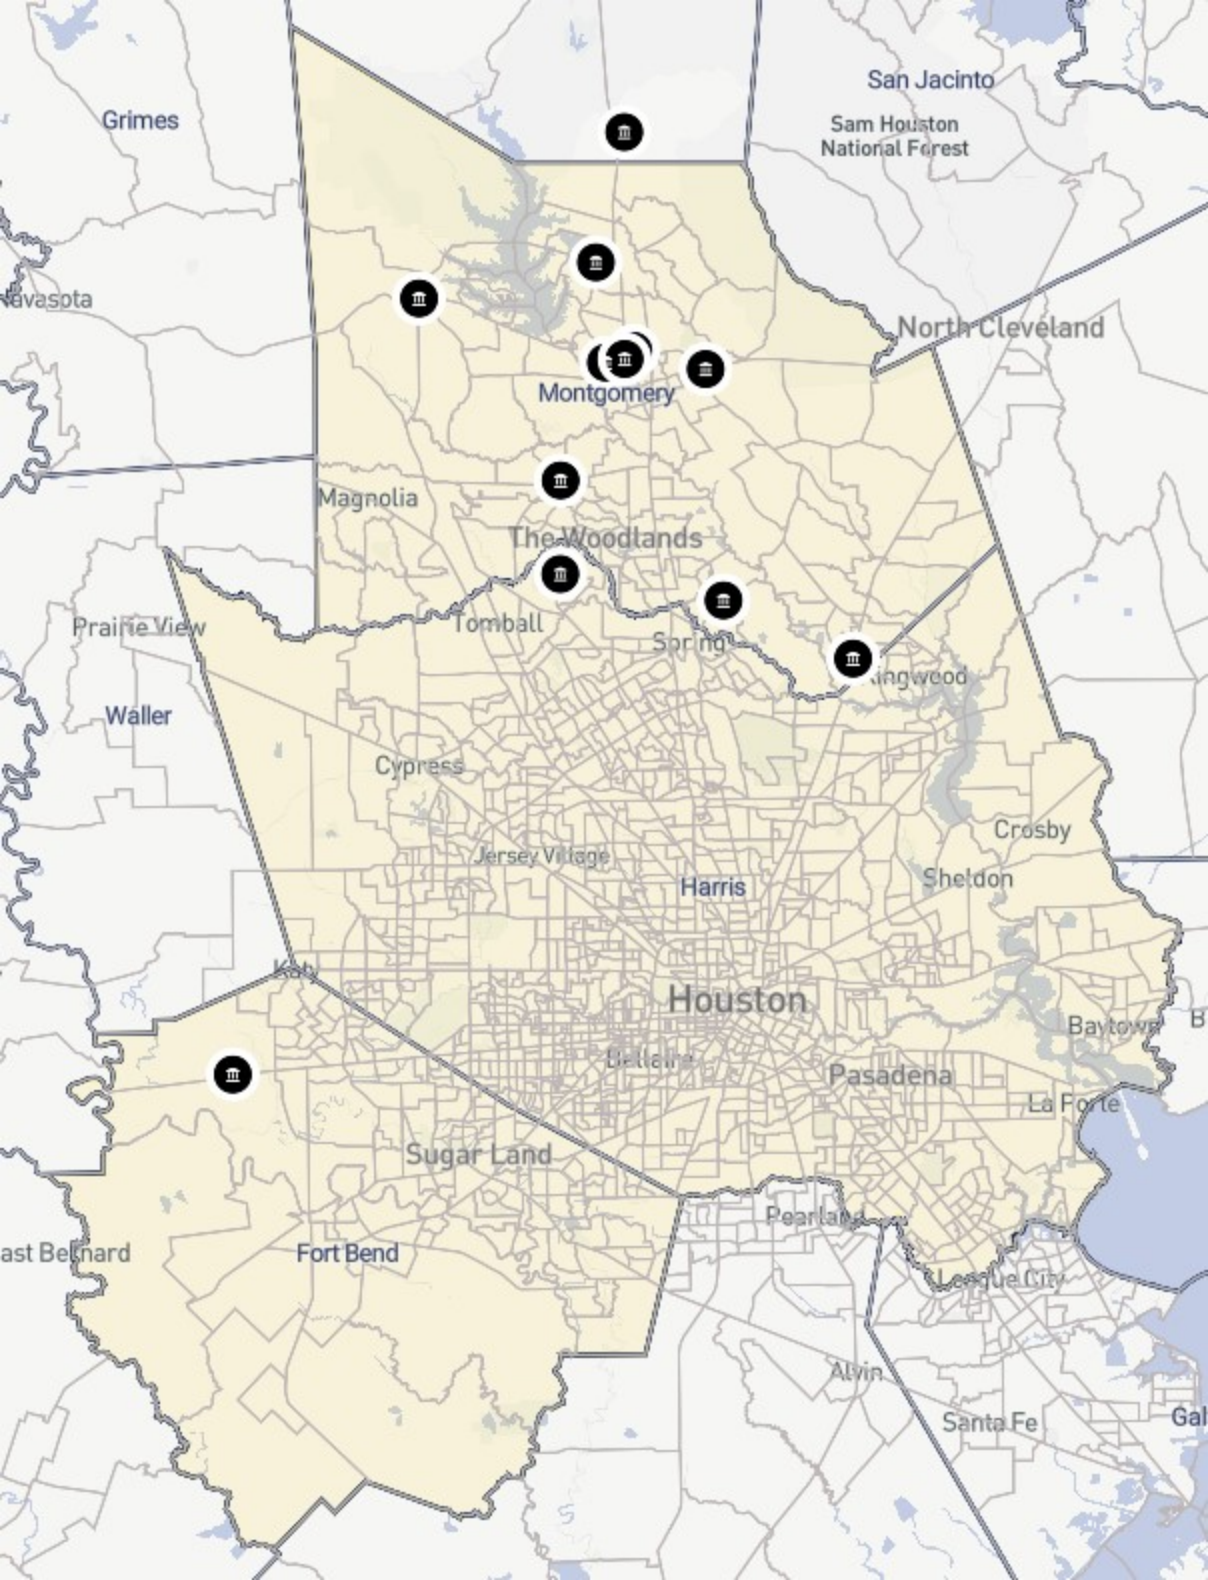 San Jacinto
Grimes
Sam Houston
National Forest
Navasota
North Cleveland
Montgomery
Magnolia
The Woodlands
Prairie View
Tomball
Spring
Kingwood
Waller
Cypress
Crosby
Jersey Village
Sheldon
Harris
Katy
Houston
Baytown
B
Bellaire
Pasadena
La Porte
Sugar Land
Pearland
ast Bernard
Fort Bend
League City
Alvin
Gal
Santa Fe